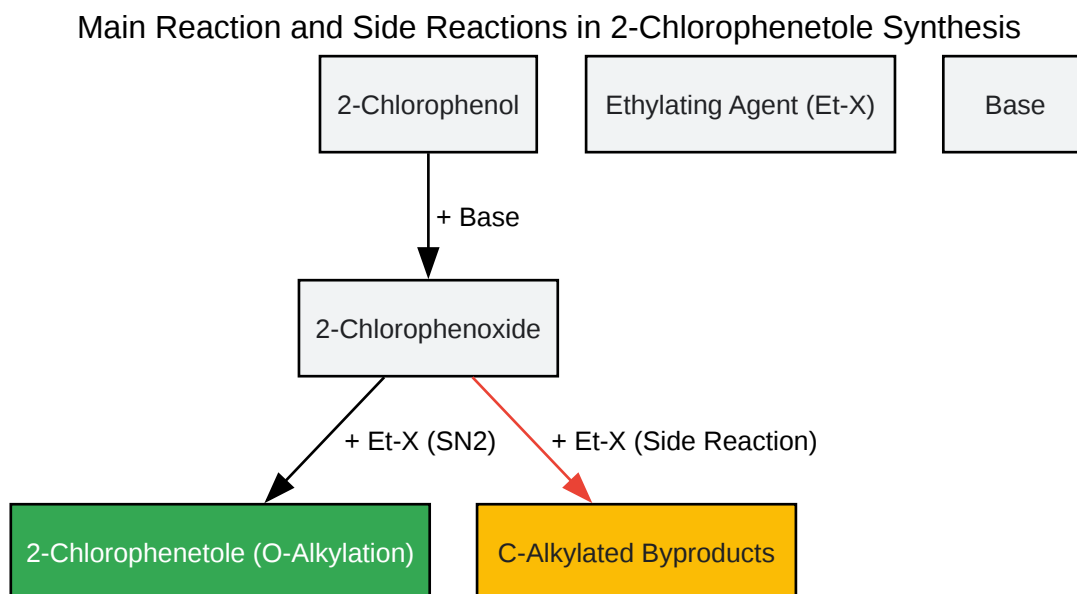 Main Reaction and Side Reactions in 2-Chlorophenetole Synthesis
2-Chlorophenol
Ethylating Agent (Et-X)
Base
+ Base
2-Chlorophenoxide
+ Et-X (SN2)
+ Et-X (Side Reaction)
2-Chlorophenetole (O-Alkylation)
C-Alkylated Byproducts